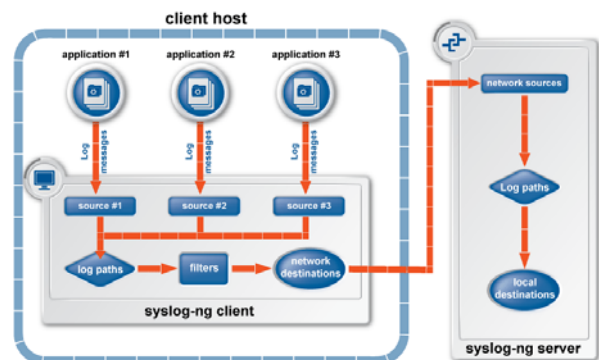 client host
application #1
application #2
application #3
Log
messages
Log
messages
Log
messages
source #1
source #2
source #3
log paths
filters
network
destinations
syslog-ng client
network sources
Log paths
local
destinations
syslog-ng server